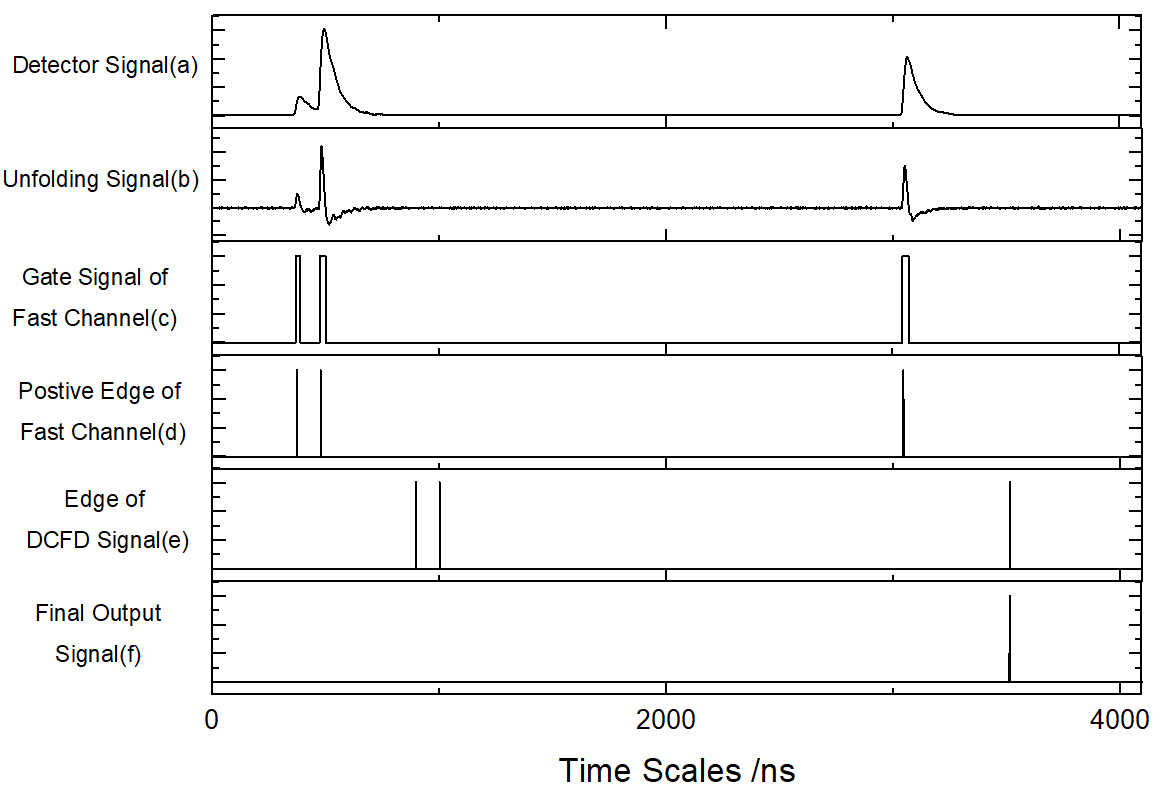 Detector Signal(a)
Unfolding Signal(b)
Gate Signal of
Fast Channel(c)
Postive Edge of
Fast Channel(d)
Edge of
DCFD Signal(e)
Final Output
Signal(f)
0 2000 4000
Time Scales /ns